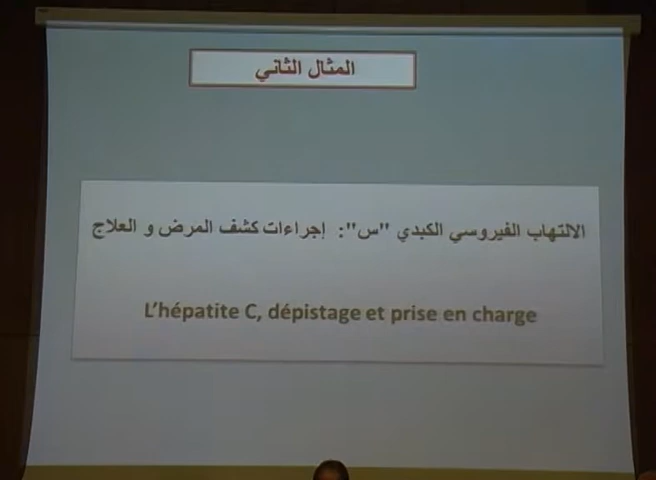 المثال الثاني
الالتهاب الفيروسي الكبدي "س": إجراءات كشف المرض و العلاج
L'hépatite C, dépistage et prise en charge